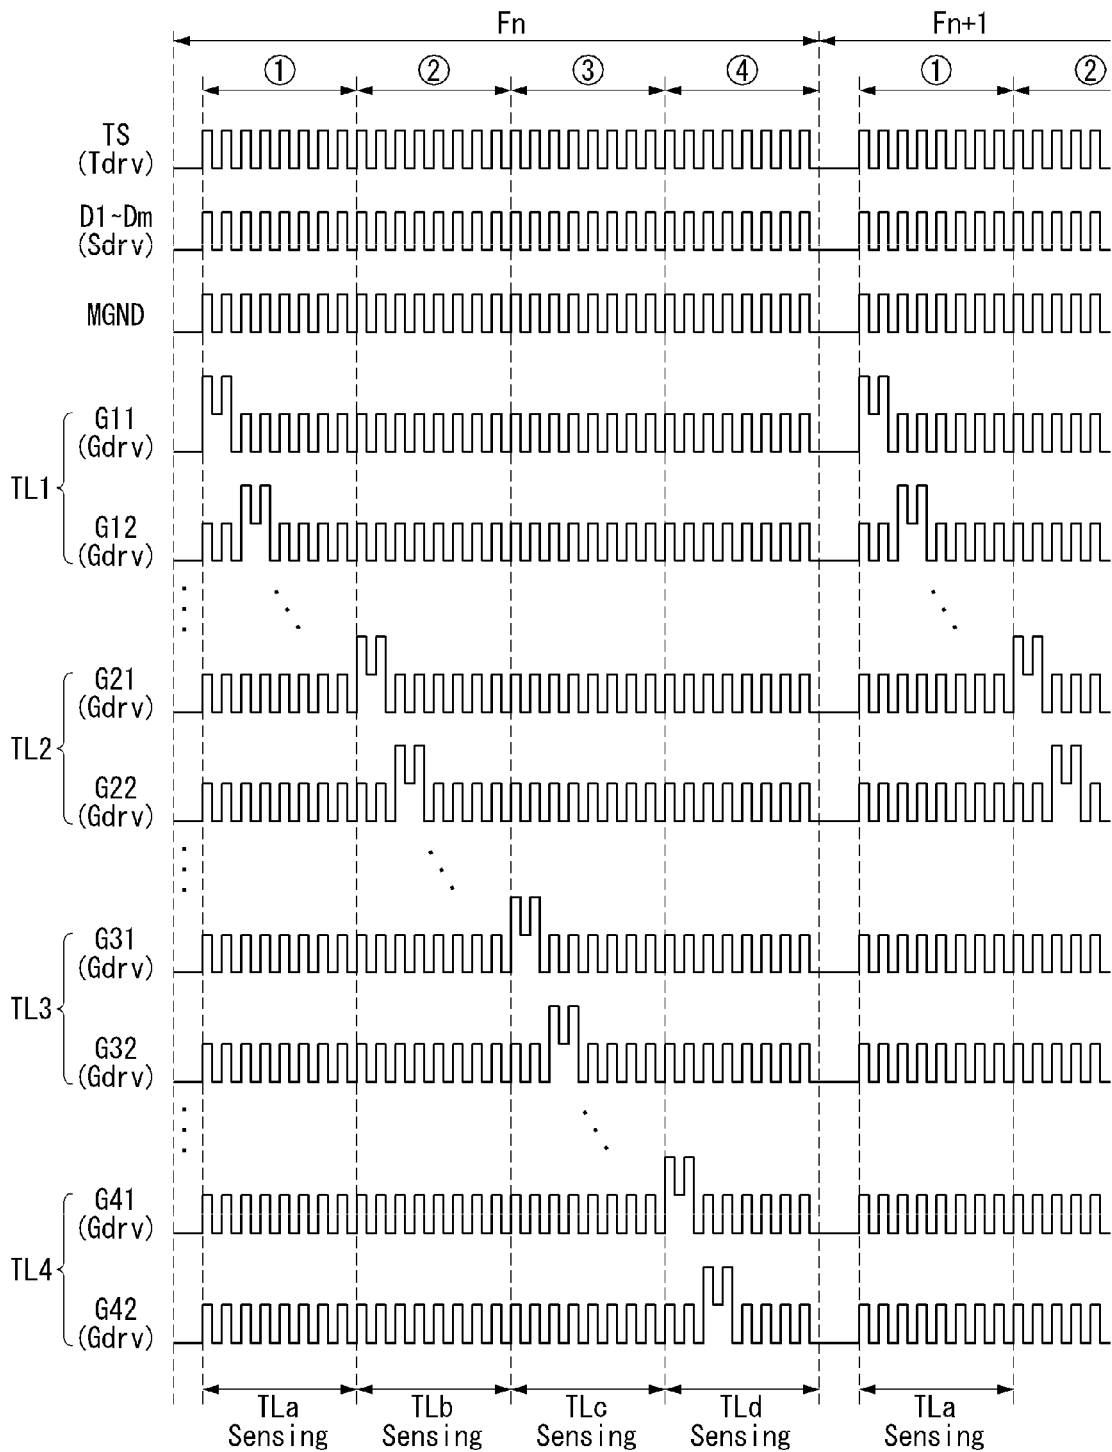 Fn Fn+1
① ② ③ ④ ① ②
TS
(Tdrv)
D1~Dm
(Sdrv)
MGND
G11
(Gdrv)
TL1
G12
(Gdrv)
G21
(Gdrv)
TL2
G22
(Gdrv)
G31
(Gdrv)
TL3
G32
(Gdrv)
G41
(Gdrv)
TL4
G42
(Gdrv)
TLa TLb TLc TLd TLa
Sensing Sensing Sensing Sensing Sensing